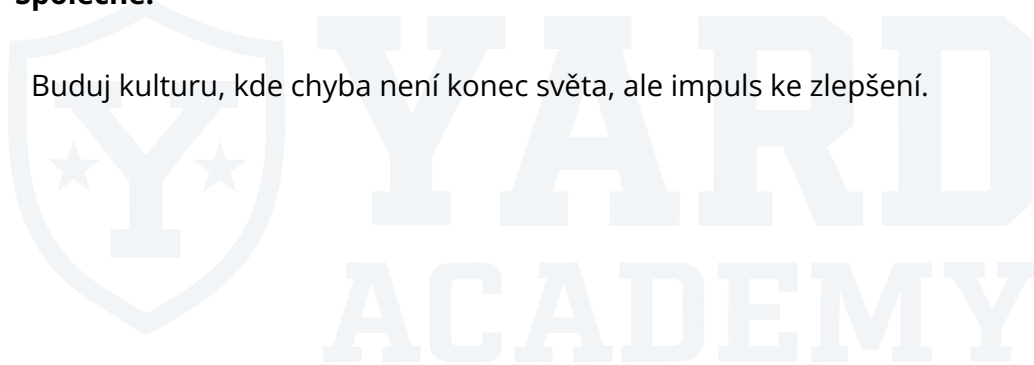 Společně:
Buduj kulturu, kde chyba není konec světa, ale impuls ke zlepšení.
Y YARD
ACADEMY